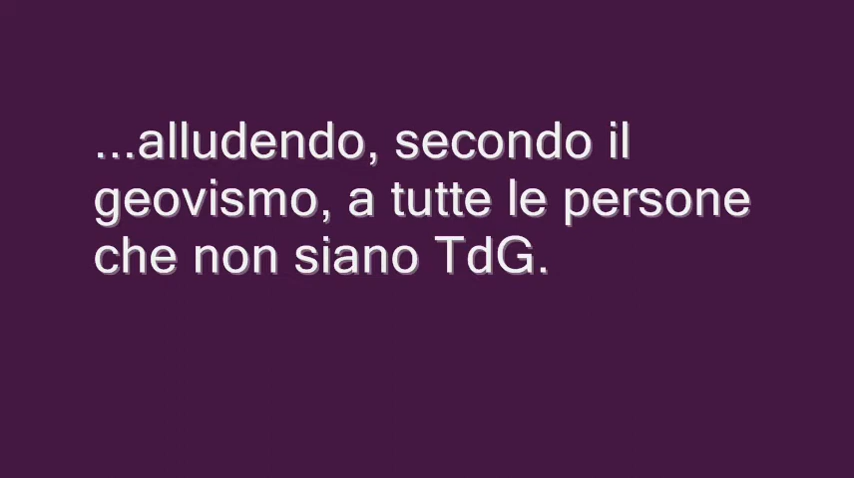 ...alludendo, secondo il
geovismo, a tutte le persone
che non siano TdG.